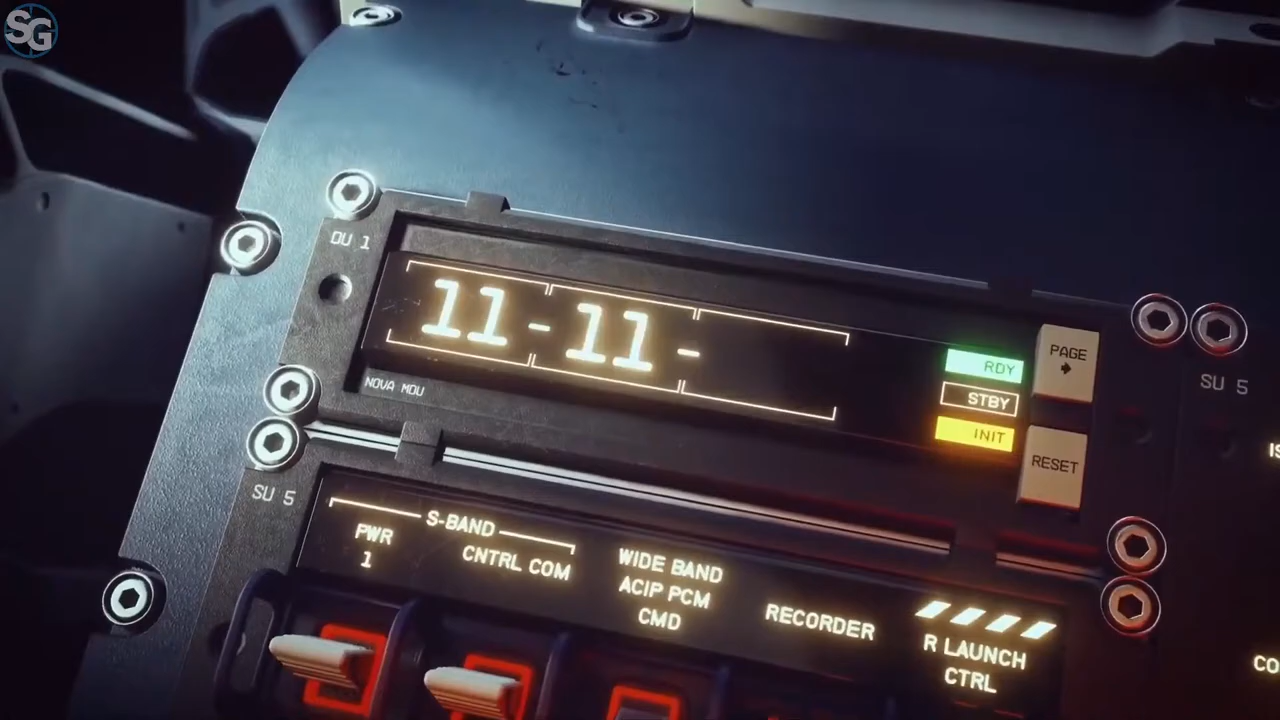 SG
DU 1
11-11-
RDY
STBY
INIT
PAGE
RESET
NOVA MDU
SU 5
SU 5
S-BAND
PWR
1
CNTRL COM
WIDE BAND
ACIP PCM
CMD
RECORDER
R LAUNCH
CTRL